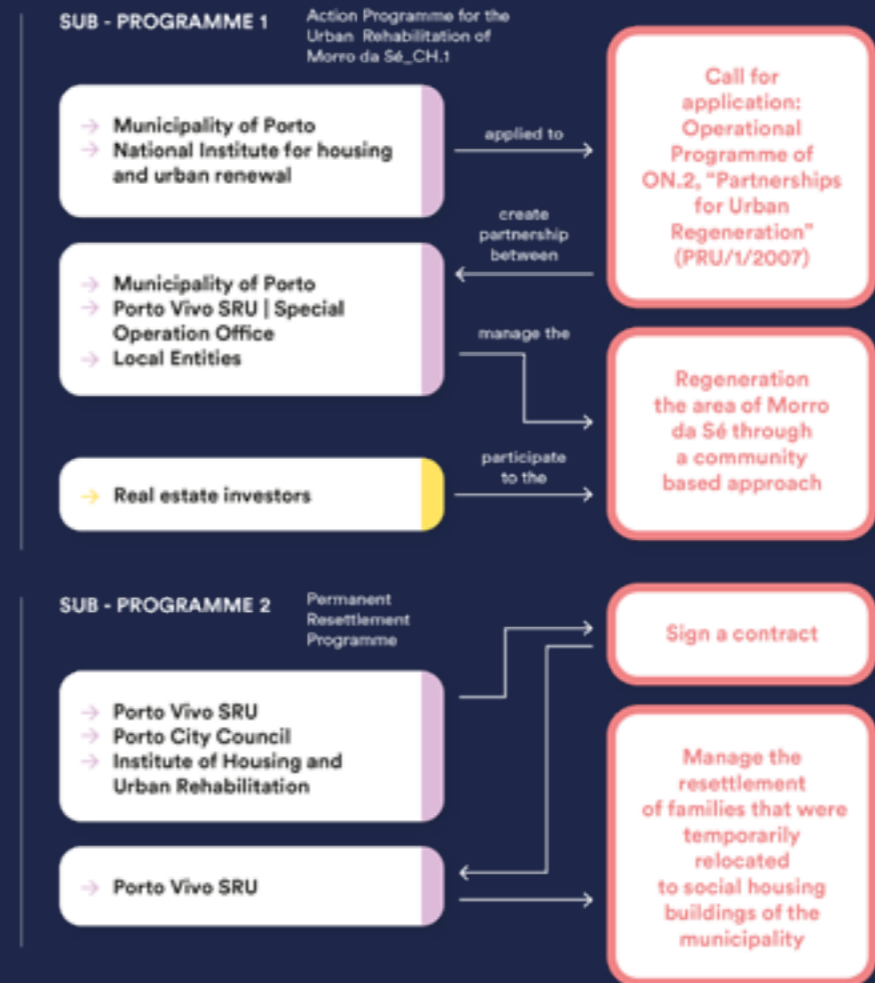 SUB - PROGRAMME 1
Action Programme for the
Urban Rehabilitation of
Morro da Sé_CH.1
→ Municipality of Porto
→ National Institute for housing
and urban renewal
applied to
Call for
application:
Operational
Programme of
ON.2, “Partnerships
for Urban
Regeneration”
(PRU/1/2007)
create
partnership
between
→ Municipality of Porto
→ Porto Vivo SRU | Special
Operation Office
→ Local Entities
manage the
Regeneration
the area of Morro
da Sé through
a community
based approach
→ Real estate investors
participate
to the
SUB - PROGRAMME 2
Permanent
Resettlement
Programme
Sign a contract
→ Porto Vivo SRU
→ Porto City Council
→ Institute of Housing and
Urban Rehabilitation
→ Porto Vivo SRU
Manage the
resettlement
of families that were
temporarily
relocated
to social housing
buildings of the
municipality